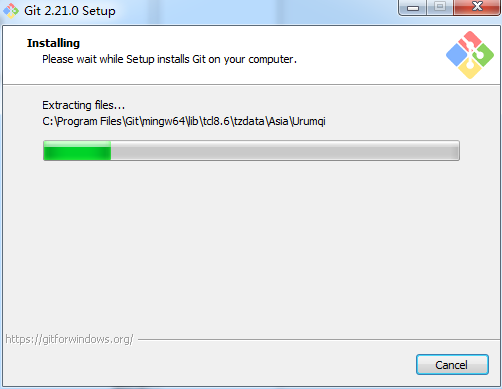 Git 2.21.0 Setup
Installing
Please wait while Setup installs Git on your computer.
Extracting files...
C:\Program Files\Git\mingw64\lib\tcl8.6\tzdata\Asia\Urumqi
https://gitforwindows.org/
Cancel